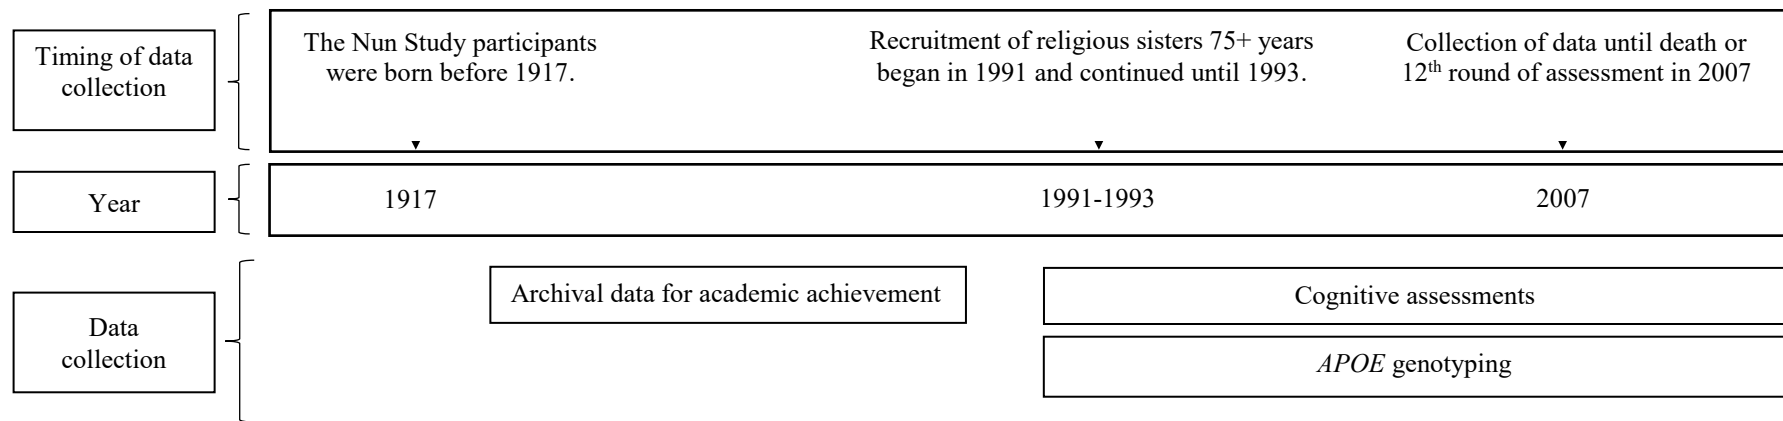 Timing of data
collection
The Nun Study participants
were born before 1917.
Recruitment of religious sisters 75+ years
began in 1991 and continued until 1993.
Collection of data until death or
12th round of assessment in 2007
Year
1917
1991-1993
2007
Data
collection
Archival data for academic achievement
Cognitive assessments
APOE genotyping